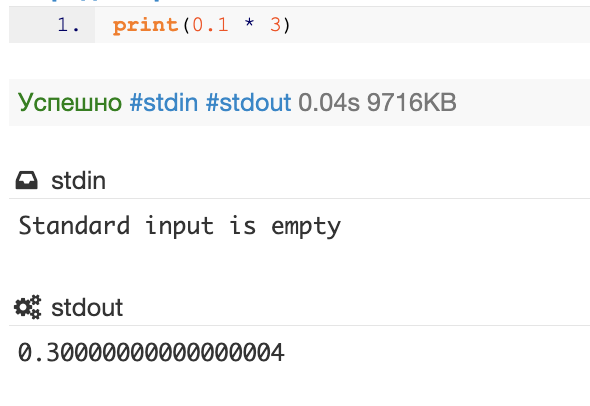 1. print(0.1 * 3)
Успешно #stdin #stdout 0.04s 9716KB
stdin
Standard input is empty
stdout
0.30000000000000004